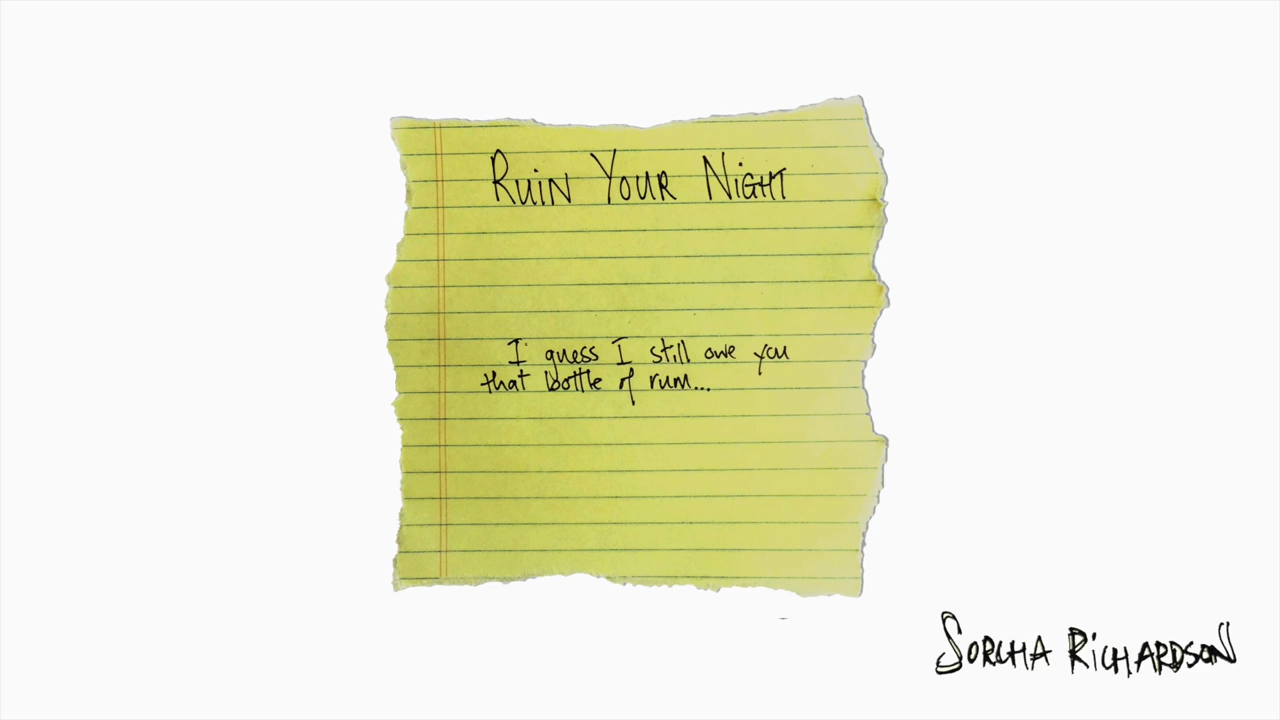 RUIN YOUR NIGHT
I guess I still owe you
that bottle of rum...
SORCHA RICHARDSON